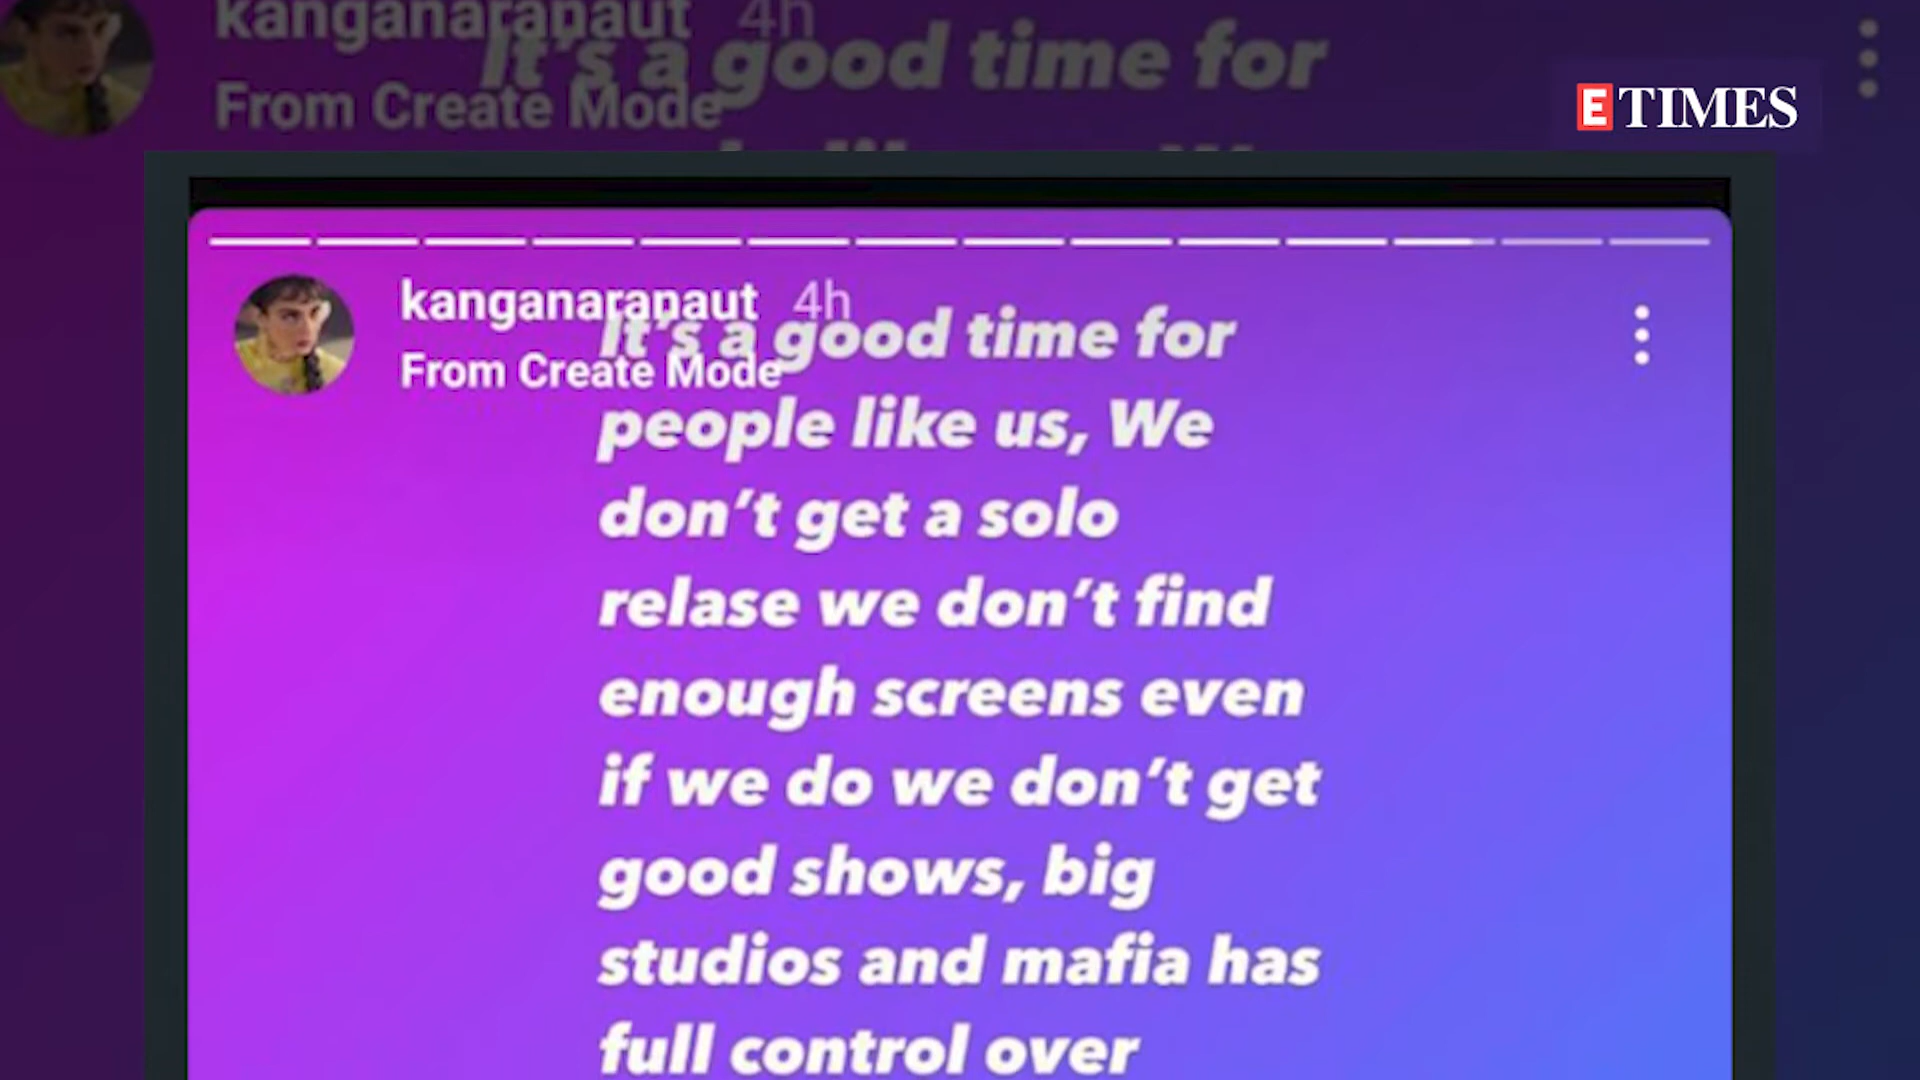 kanganaranaut 4h
It's a good time for
From Create Mode
ETIMES
kanganaranaut 4h
It's a good time for
From Create Mode
people like us, We
don't get a solo
relase we don't find
enough screens even
if we do we don't get
good shows, big
studios and mafia has
full control over